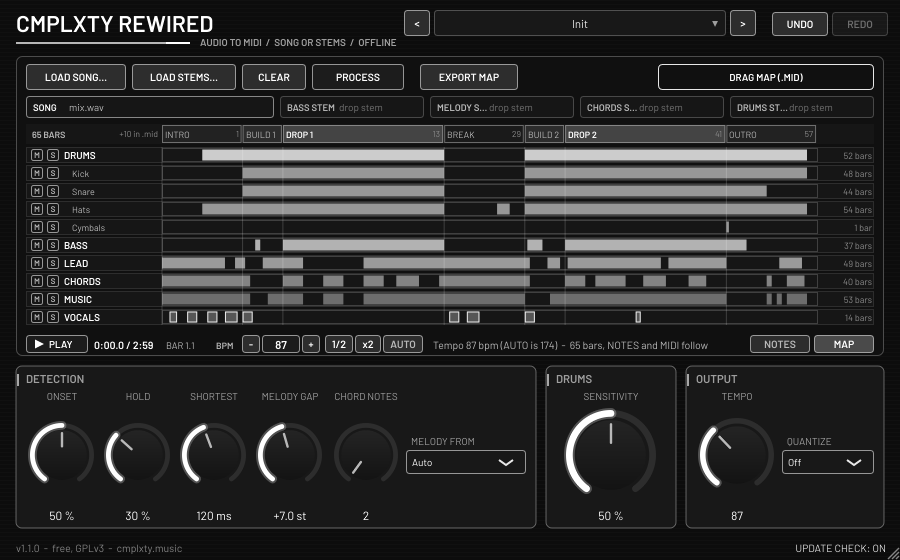 CMPLXTY REWIRED
AUDIO TO MIDI / SONG OR STEMS / OFFLINE
<
Init
>
UNDO
REDO
LOAD SONG...
LOAD STEMS...
CLEAR
PROCESS
EXPORT MAP
DRAG MAP (.MID)
SONG mix.wav
BASS STEM drop stem
MELODY S... drop stem
CHORDS S... drop stem
DRUMS ST... drop stem
65 BARS +10 in .mid
INTRO 1
BUILD 1
DROP 1 13
BREAK 29
BUILD 2
DROP 2 41
OUTRO 57
M S DRUMS 52 bars
M S Kick 48 bars
M S Snare 44 bars
M S Hats 54 bars
M S Cymbals 1 bar
M S BASS 37 bars
M S LEAD 49 bars
M S CHORDS 40 bars
M S MUSIC 53 bars
M S VOCALS 14 bars
PLAY
0:00.0 / 2:59
BAR 1.1
BPM
-
87
+
1/2
x2
AUTO
Tempo 87 bpm (AUTO is 174) - 65 bars, NOTES and MIDI follow
NOTES
MAP
DETECTION
ONSET
HOLD
SHORTEST
MELODY GAP
CHORD NOTES
MELODY FROM
Auto
50 %
30 %
120 ms
+7.0 st
2
DRUMS
SENSITIVITY
50 %
OUTPUT
TEMPO
QUANTIZE
Off
87
v1.1.0 - free, GPLv3 - cmplxty.music
UPDATE CHECK: ON